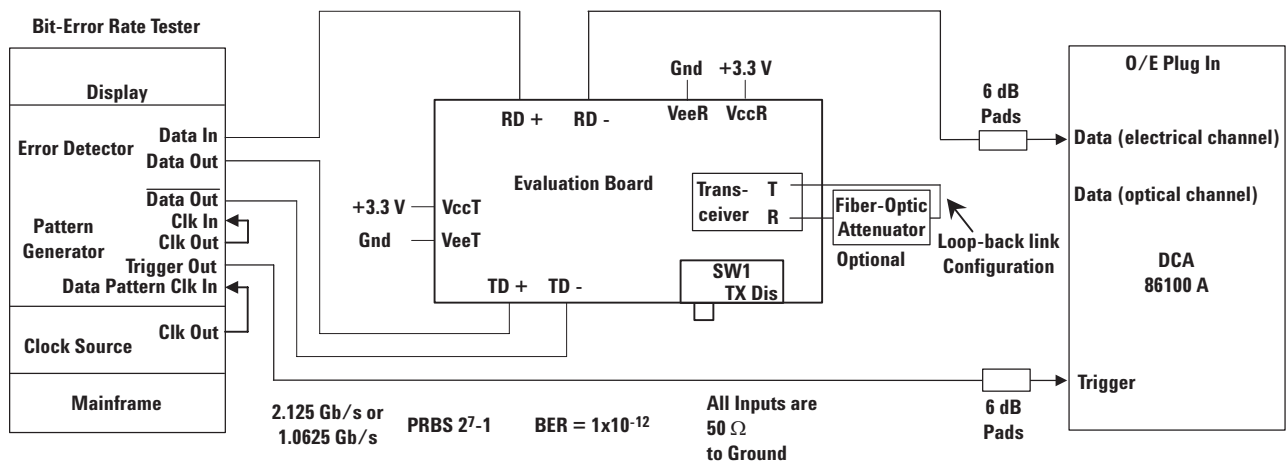 Bit-Error Rate Tester
Display
Error Detector
Data In
Data Out
Data Out
Clk In
Pattern
Generator
Clk Out
Trigger Out
Data Pattern Clk In
Clk Out
Clock Source
Mainframe
RD +
RD -
Gnd
+3.3 V
VeeR
VccR
Evaluation Board
+3.3 V
VccT
Gnd
VeeT
TD +
TD -
Trans-
ceiver
T
R
SW1
TX Dis
Fiber-Optic
Attenuator
Optional
Loop-back link
Configuration
6 dB
Pads
O/E Plug In
Data (electrical channel)
Data (optical channel)
DCA
86100 A
Trigger
6 dB
Pads
2.125 Gb/s or
1.0625 Gb/s
PRBS 2⁷-1
BER = 1x10⁻¹²
All Inputs are
50 Ω
to Ground